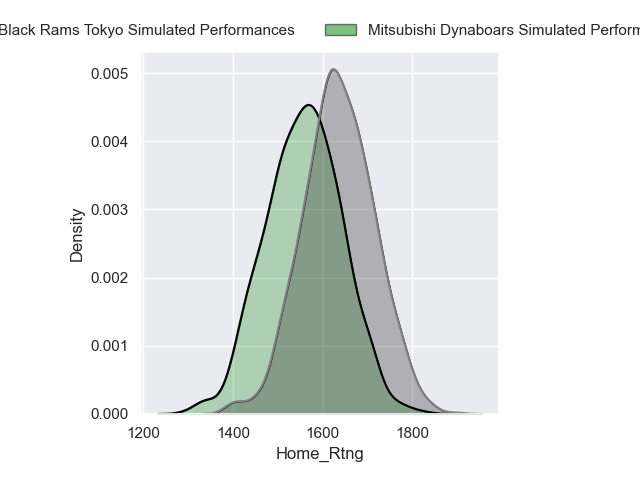 Black Rams Tokyo Simulated Performances
Mitsubishi Dynaboars Simulated Perform
0.005
0.004
0.003
0.002
0.001
0.000
Density
1200 1400 1600 1800
Home_Rtng